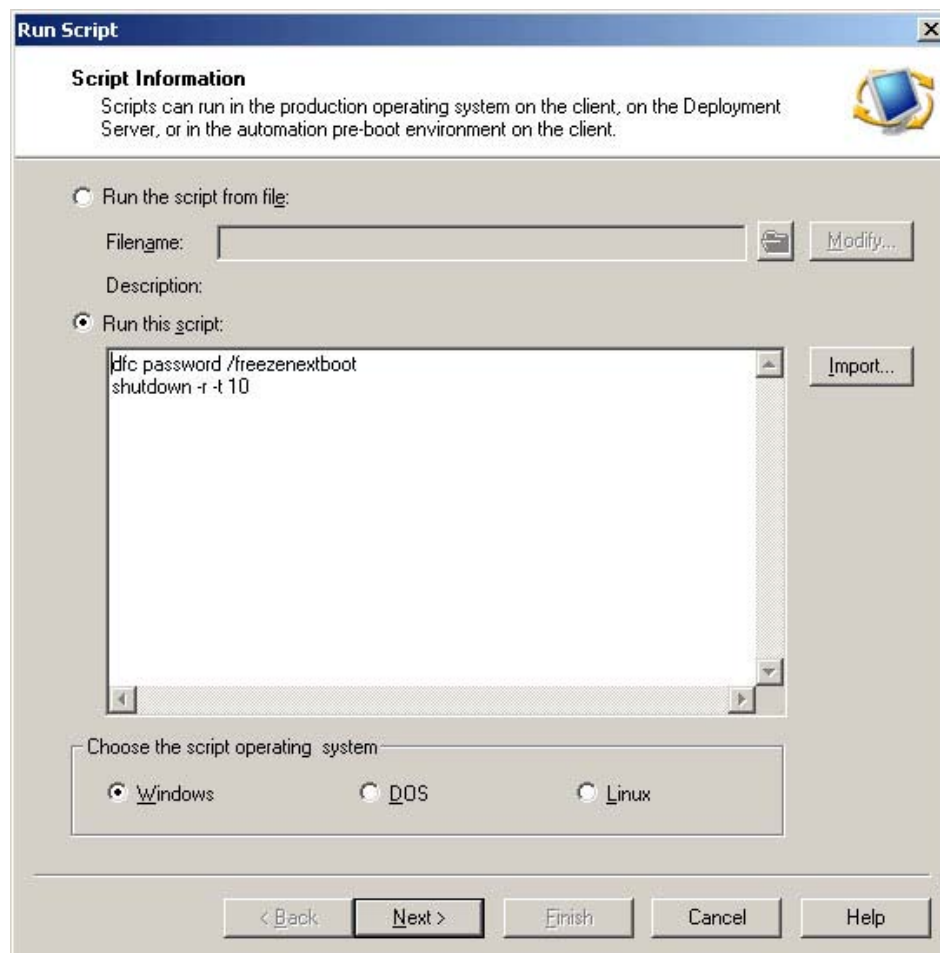 Run Script
Script Information
Scripts can run in the production operating system on the client, on the Deployment
Server, or in the automation pre-boot environment on the client.
Run the script from file:
Filename:
Modify...
Description:
Run this script:
dfc password /freezenextboot
shutdown -r -t 10
Import...
Choose the script operating  system
Windows
DOS
Linux
< Back
Next >
Finish
Cancel
Help